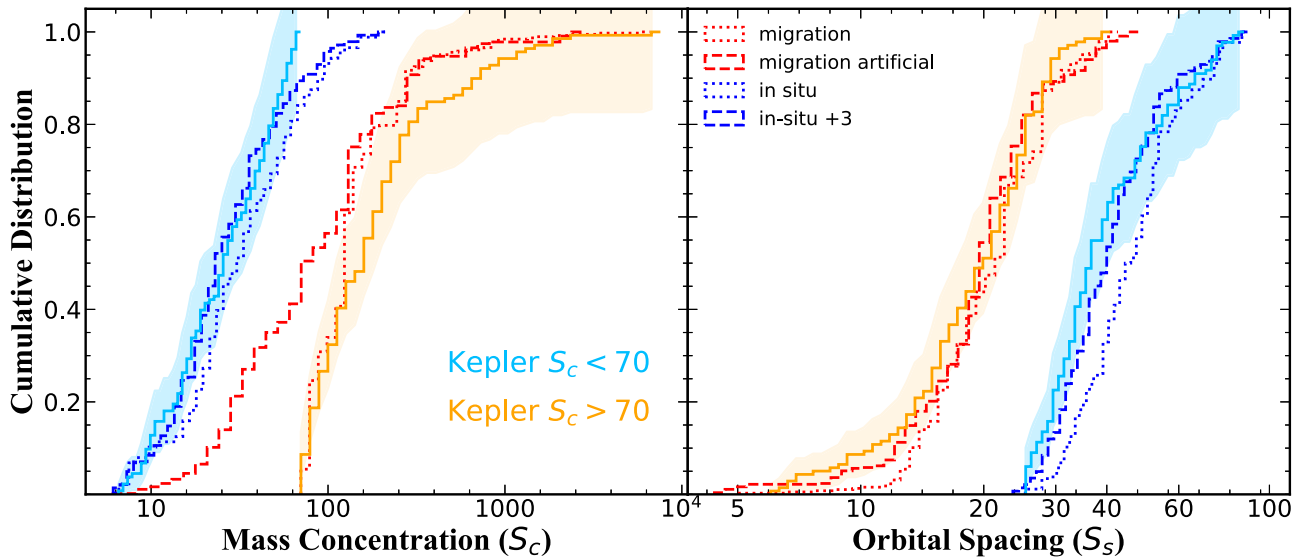 Cumulative Distribution
1.0
0.8
0.6
0.4
0.2
Kepler S_c < 70
Kepler S_c > 70
10
100
1000
10^4
Mass Concentration (S_c)
migration
migration artificial
in situ
in-situ +3
5
10
20
30
40
60
100
Orbital Spacing (S_s)